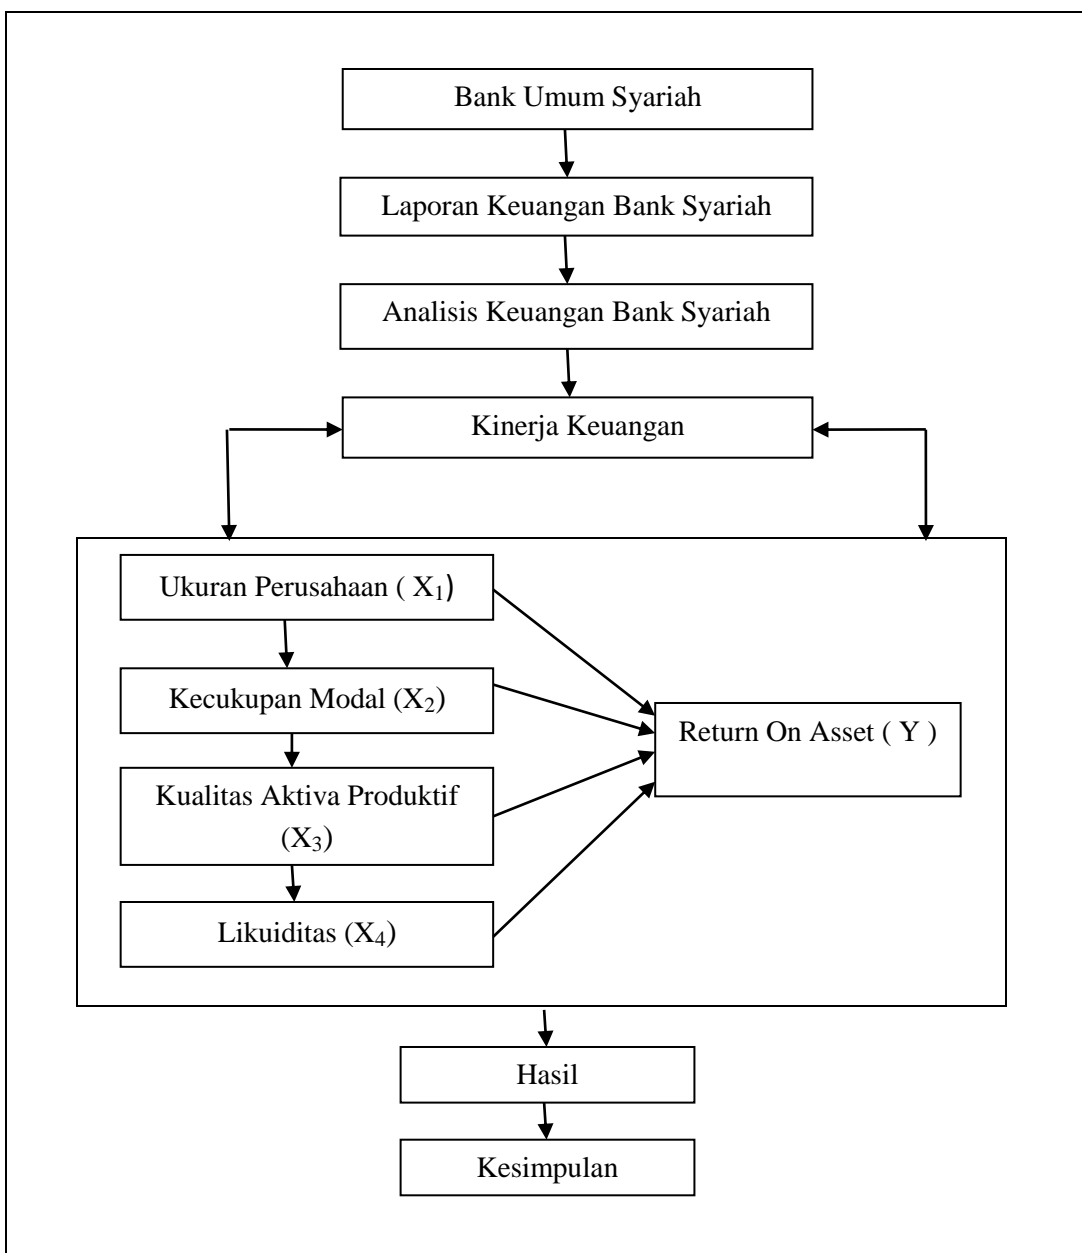 Bank Umum Syariah
Laporan Keuangan Bank Syariah
Analisis Keuangan Bank Syariah
Kinerja Keuangan
Ukuran Perusahaan ( X₁)
Kecukupan Modal (X₂)
Return On Asset ( Y )
Kualitas Aktiva Produktif
(X₃)
Likuiditas (X₄)
Hasil
Kesimpulan